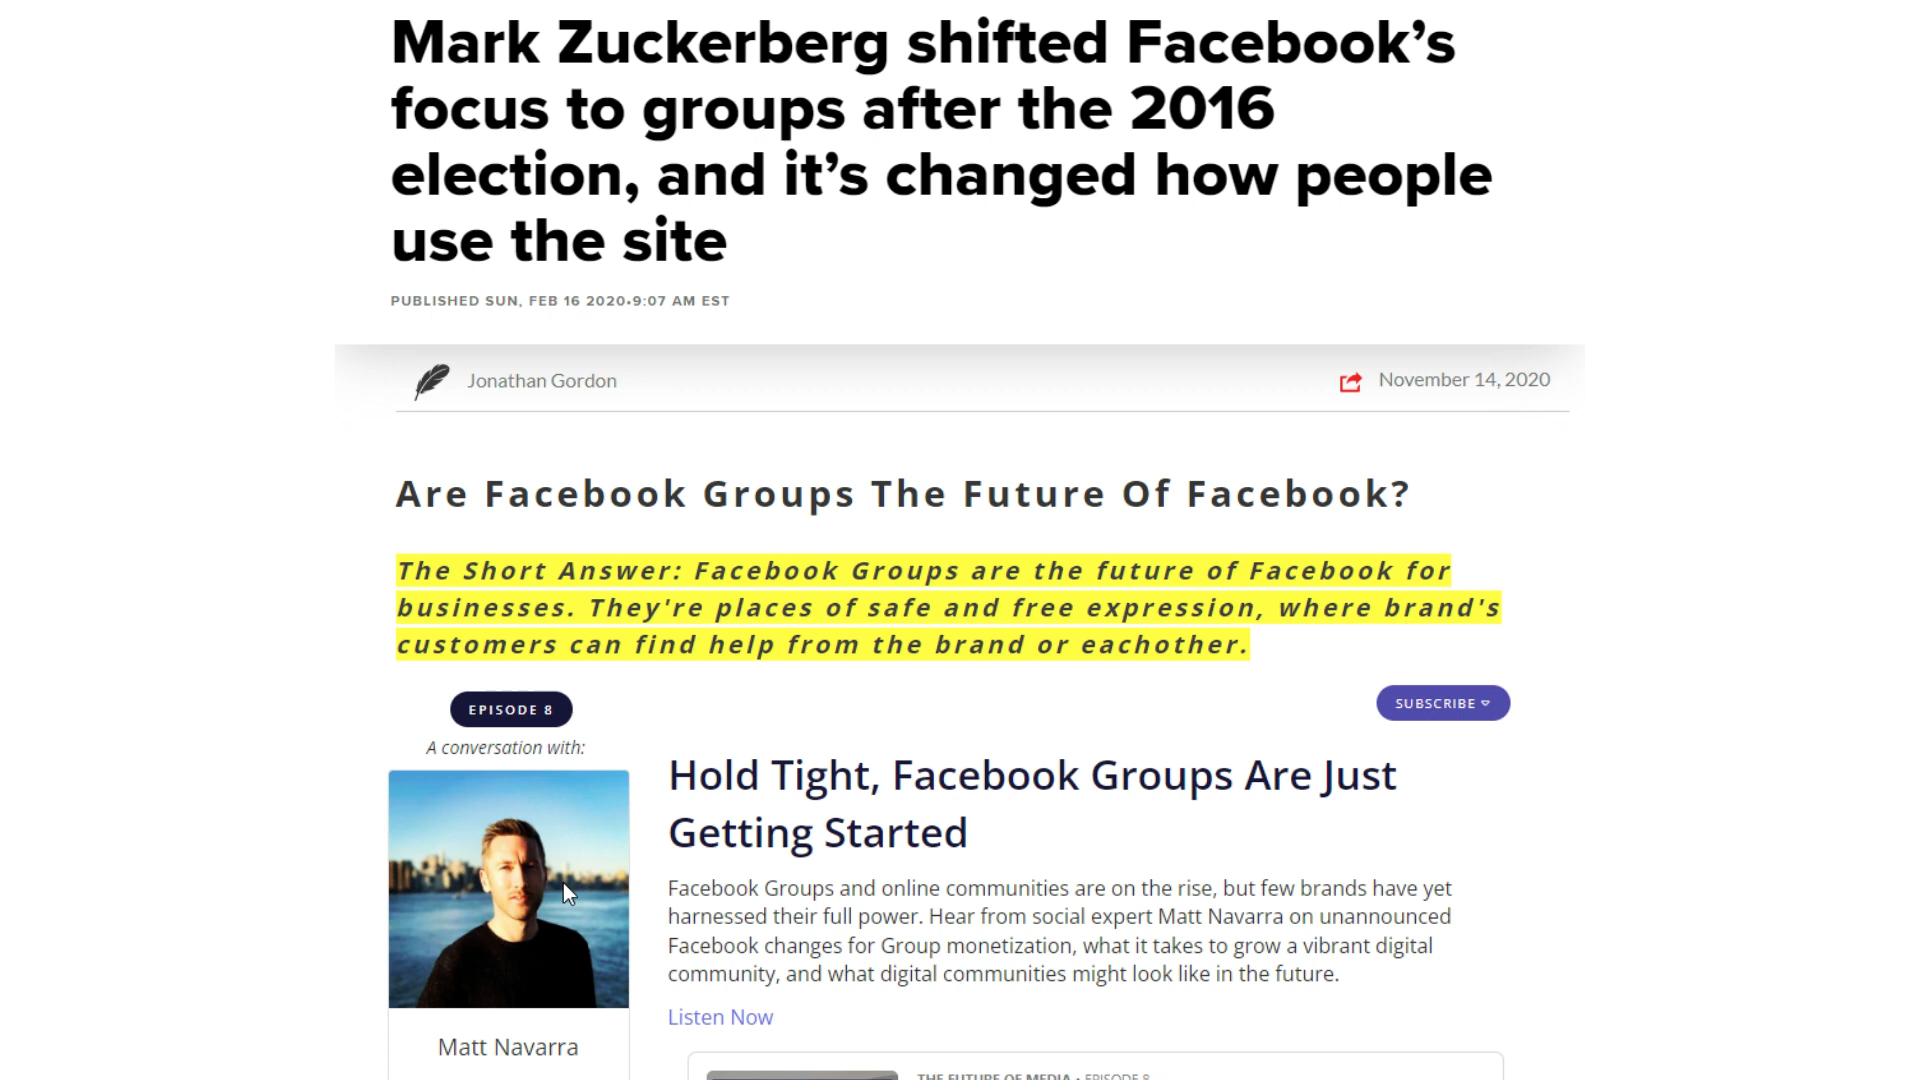 Mark Zuckerberg shifted Facebook’s
focus to groups after the 2016
election, and it’s changed how people
use the site
PUBLISHED SUN, FEB 16 2020•9:07 AM EST
Jonathan Gordon
November 14, 2020
Are Facebook Groups The Future Of Facebook?
The Short Answer: Facebook Groups are the future of Facebook for
businesses. They're places of safe and free expression, where brand's
customers can find help from the brand or eachother.
EPISODE 8
SUBSCRIBE
A conversation with:
Matt Navarra
Hold Tight, Facebook Groups Are Just
Getting Started
Facebook Groups and online communities are on the rise, but few brands have yet
harnessed their full power. Hear from social expert Matt Navarra on unannounced
Facebook changes for Group monetization, what it takes to grow a vibrant digital
community, and what digital communities might look like in the future.
Listen Now
THE FUTURE OF MEDIA • EPISODE 8